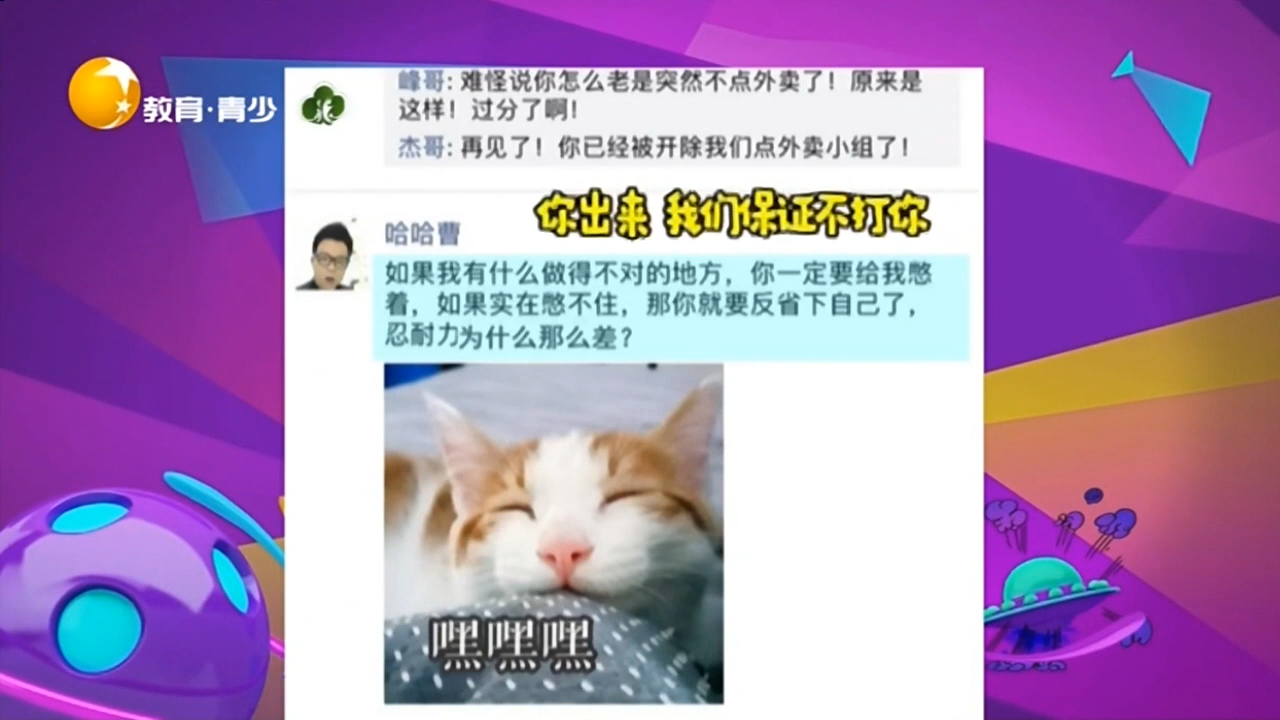 教育·青少
峰哥: 难怪说你怎么老是突然不点外卖了！原来是
这样！过分了啊！
杰哥: 再见了！你已经被开除我们点外卖小组了！
你出来 我们保证不打你
哈哈曹
如果我有什么做得不对的地方，你一定要给我憋
着，如果实在憋不住，那你就要反省下自己了，
忍耐力为什么那么差？
嘿嘿嘿